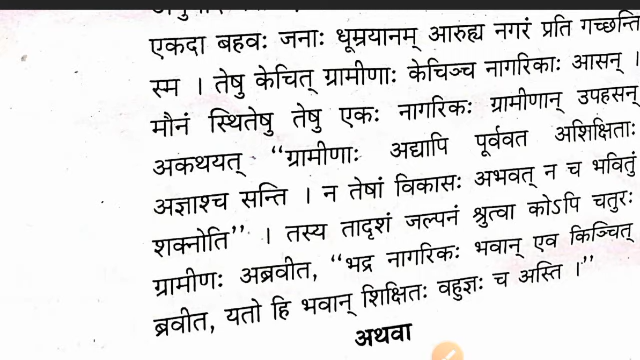 एकदा बहवः जनाः धूम्रयानम् आरुह्य नगरं प्रति गच्छन्ति
स्म । तेषु केचित् ग्रामीणाः केचिञ्च नागरिकाः आसन् ।
मौनं स्थितेषु तेषु एकः नागरिकः ग्रामीणान् उपहसन्
अकथयत् “ग्रामीणाः अद्यापि पूर्ववत अशिक्षिताः
अज्ञाश्च सन्ति । न तेषां विकासः अभवत् न च भवितुं
शक्नोति” । तस्य तादृशं जल्पनं श्रुत्वा कोऽपि चतुरः
ग्रामीणः अब्रवीत, “भद्र नागरिकः भवान् एव किञ्चित्
ब्रवीत, यतो हि भवान् शिक्षितः वहुज्ञः च अस्ति ।”
अथवा